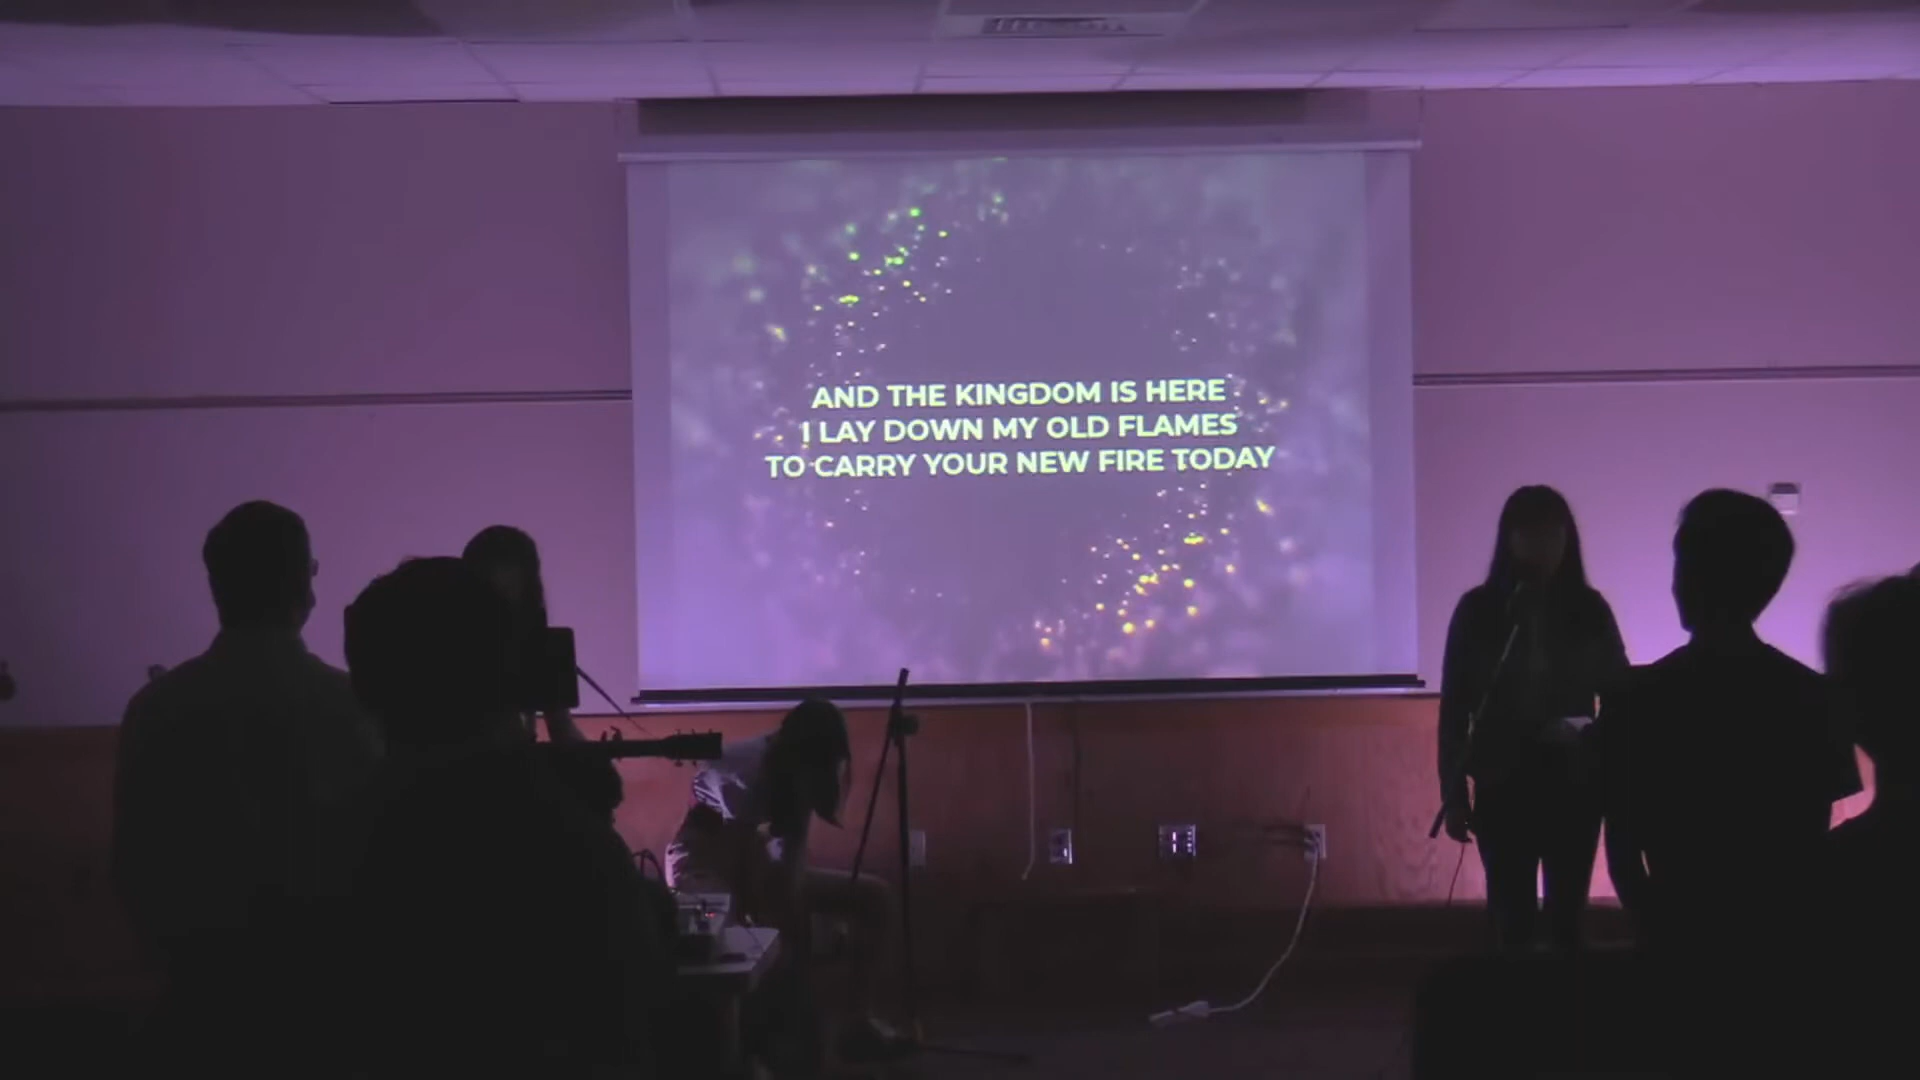 AND THE KINGDOM IS HERE
I LAY DOWN MY OLD FLAMES
TO CARRY YOUR NEW FIRE TODAY